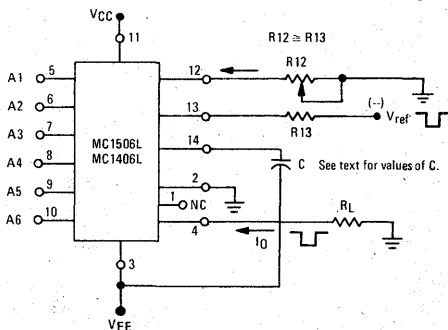 VCC
11
R12 ≅ R13
A1 5
12
R12
A2 6
13
(--)
Vref
A3 7
R13
MC1506L
MC1406L
14
A4 8
C
See text for values of C.
A5 9
2
1
NC
A6 10
4
IO
RL
3
VEE